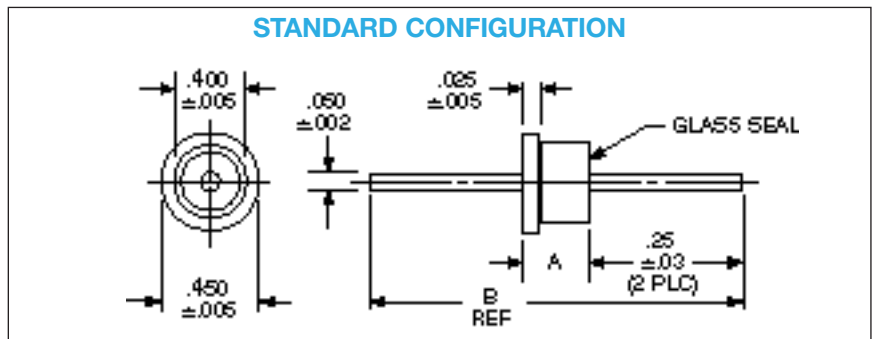 STANDARD CONFIGURATION
.400
±.005
.050
±.002
.025
±.005
GLASS SEAL
.450
±.005
A
.25
±.03
(2 PLC)
B
REF